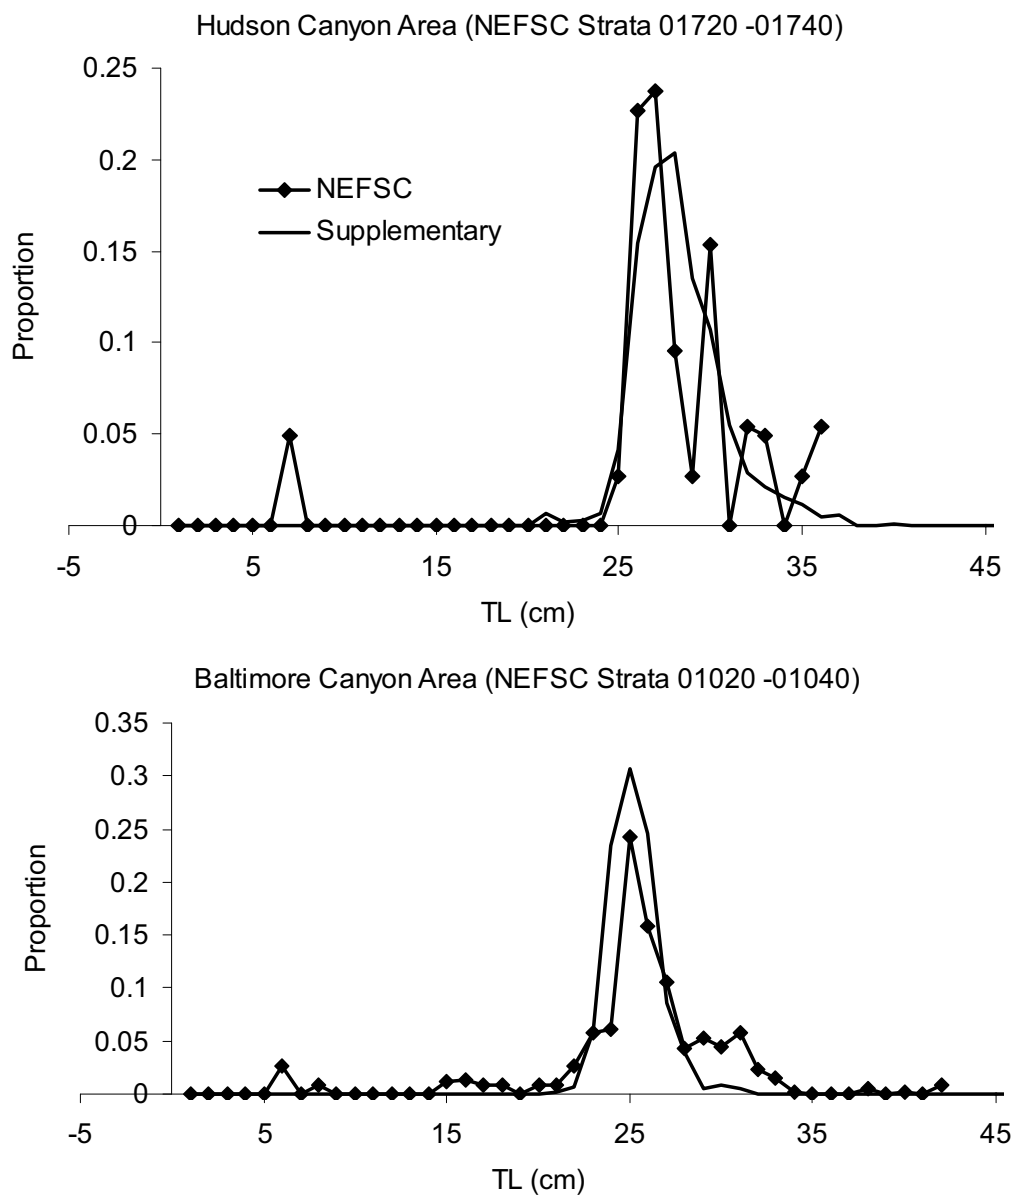 Hudson Canyon Area (NEFSC Strata 01720 -01740)
0.25
0.2
0.15
0.1
0.05
0
Proportion
NEFSC
Supplementary
-5 5 15 25 35 45
TL (cm)
Baltimore Canyon Area (NEFSC Strata 01020 -01040)
0.35
0.3
0.25
0.2
0.15
0.1
0.05
0
Proportion
-5 5 15 25 35 45
TL (cm)